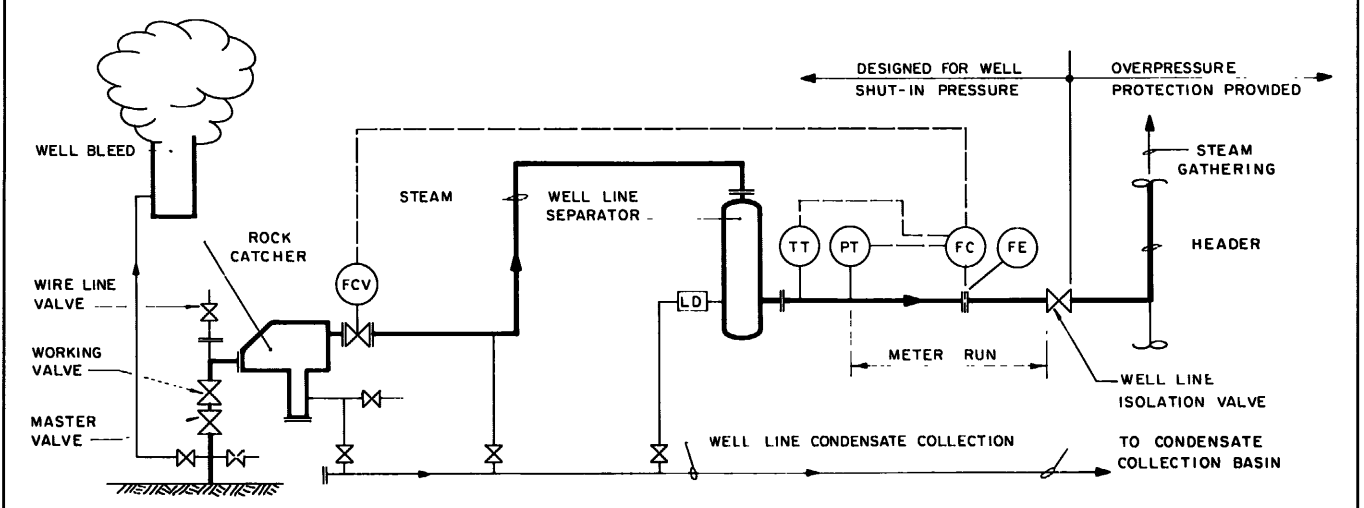 DESIGNED FOR WELL
SHUT-IN PRESSURE
OVERPRESSURE
PROTECTION PROVIDED
WELL BLEED
STEAM
GATHERING
STEAM
WELL LINE
SEPARATOR
ROCK
CATCHER
TT
PT
FC
FE
HEADER
FCV
WIRE LINE
VALVE
LD
WORKING
VALVE
METER RUN
WELL LINE
ISOLATION VALVE
MASTER
VALVE
WELL LINE CONDENSATE COLLECTION
TO CONDENSATE
COLLECTION BASIN